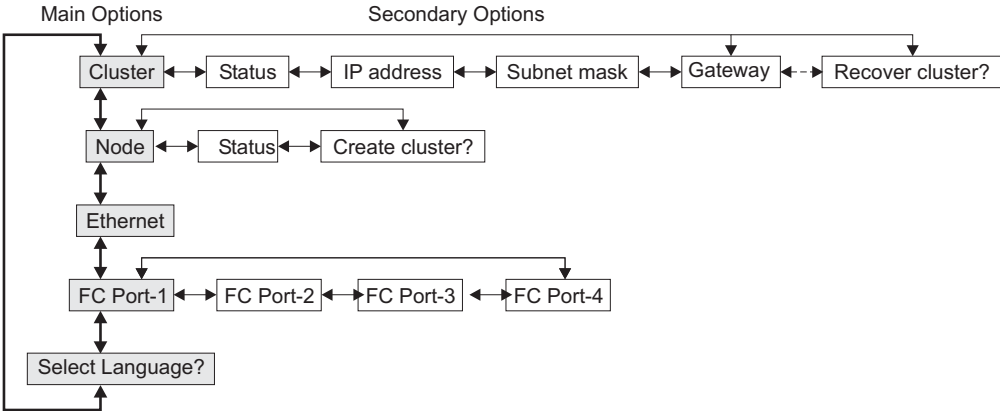 Main Options Secondary Options
Cluster Status IP address Subnet mask Gateway Recover cluster?
Node Status Create cluster?
Ethernet
FC Port-1 FC Port-2 FC Port-3 FC Port-4
Select Language?